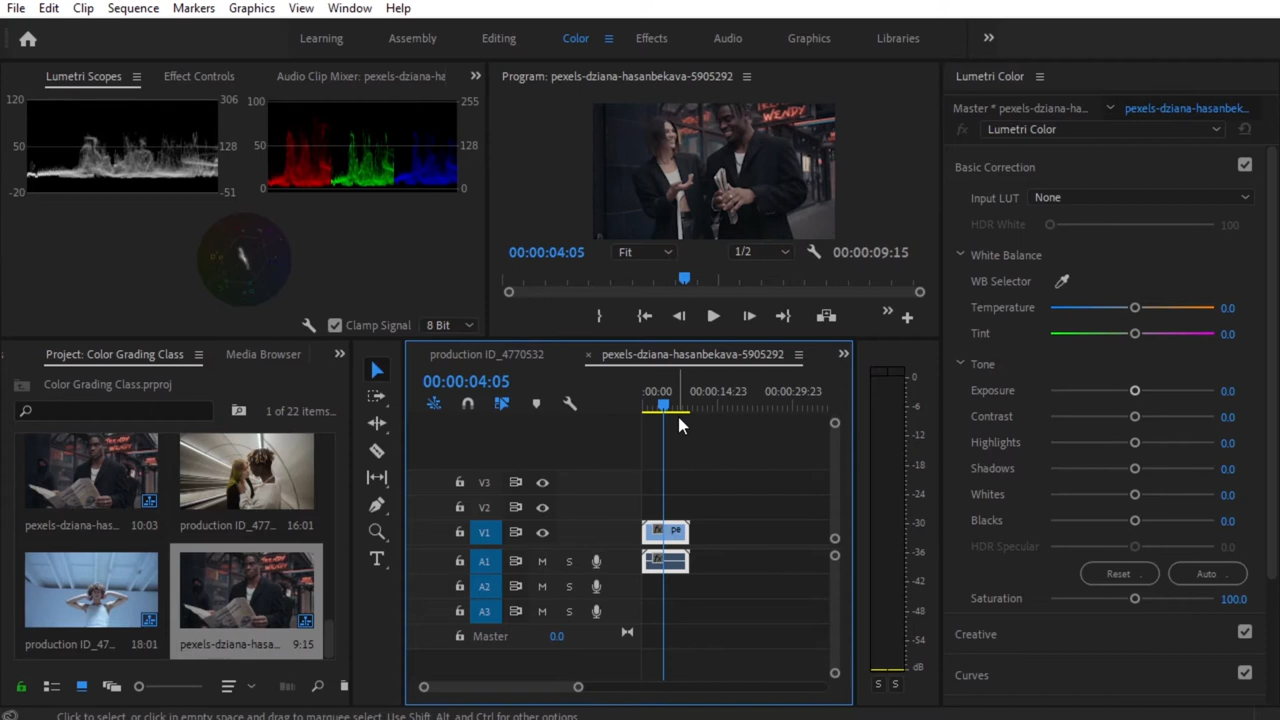 File Edit Clip Sequence Markers Graphics View Window Help
Learning Assembly Editing Color Effects Audio Graphics Libraries
Lumetri Scopes Effect Controls Audio Clip Mixer: pexels-dziana-ha
120 306 100 255
50 128 50 128
-20 -51 0 0
Clamp Signal 8 Bit
Program: pexels-dziana-hasanbekava-5905292
WENDY
00:00:04:05 Fit 1/2 00:00:09:15
Lumetri Color
Master * pexels-dziana-ha... pexels-dziana-hasanbek...
fx Lumetri Color
Basic Correction
Input LUT None
HDR White 100
White Balance
WB Selector
Temperature 0.0
Tint 0.0
Tone
Exposure 0.0
Contrast 0.0
Highlights 0.0
Shadows 0.0
Whites 0.0
Blacks 0.0
HDR Specular 0.0
Reset Auto
Saturation 100.0
Creative
Curves
Project: Color Grading Class Media Browser
Color Grading Class.prproj
1 of 22 items...
pexels-dziana-has... 10:03 production ID_477... 16:01
production ID_47... 18:01 pexels-dziana-hasa... 9:15
production ID_4770532 × pexels-dziana-hasanbekava-5905292
00:00:04:05 :00:00 00:00:14:23 00:00:29:23
V3
V2
V1 fx pe
A1 M S fx
A2 M S
A3 M S
Master 0.0
0
-6
-12
-18
-24
-30
-36
-42
-48
-54
dB
S S
Click to select, or click in empty space and drag to marquee select. Use Shift, Alt, and Ctrl for other options.